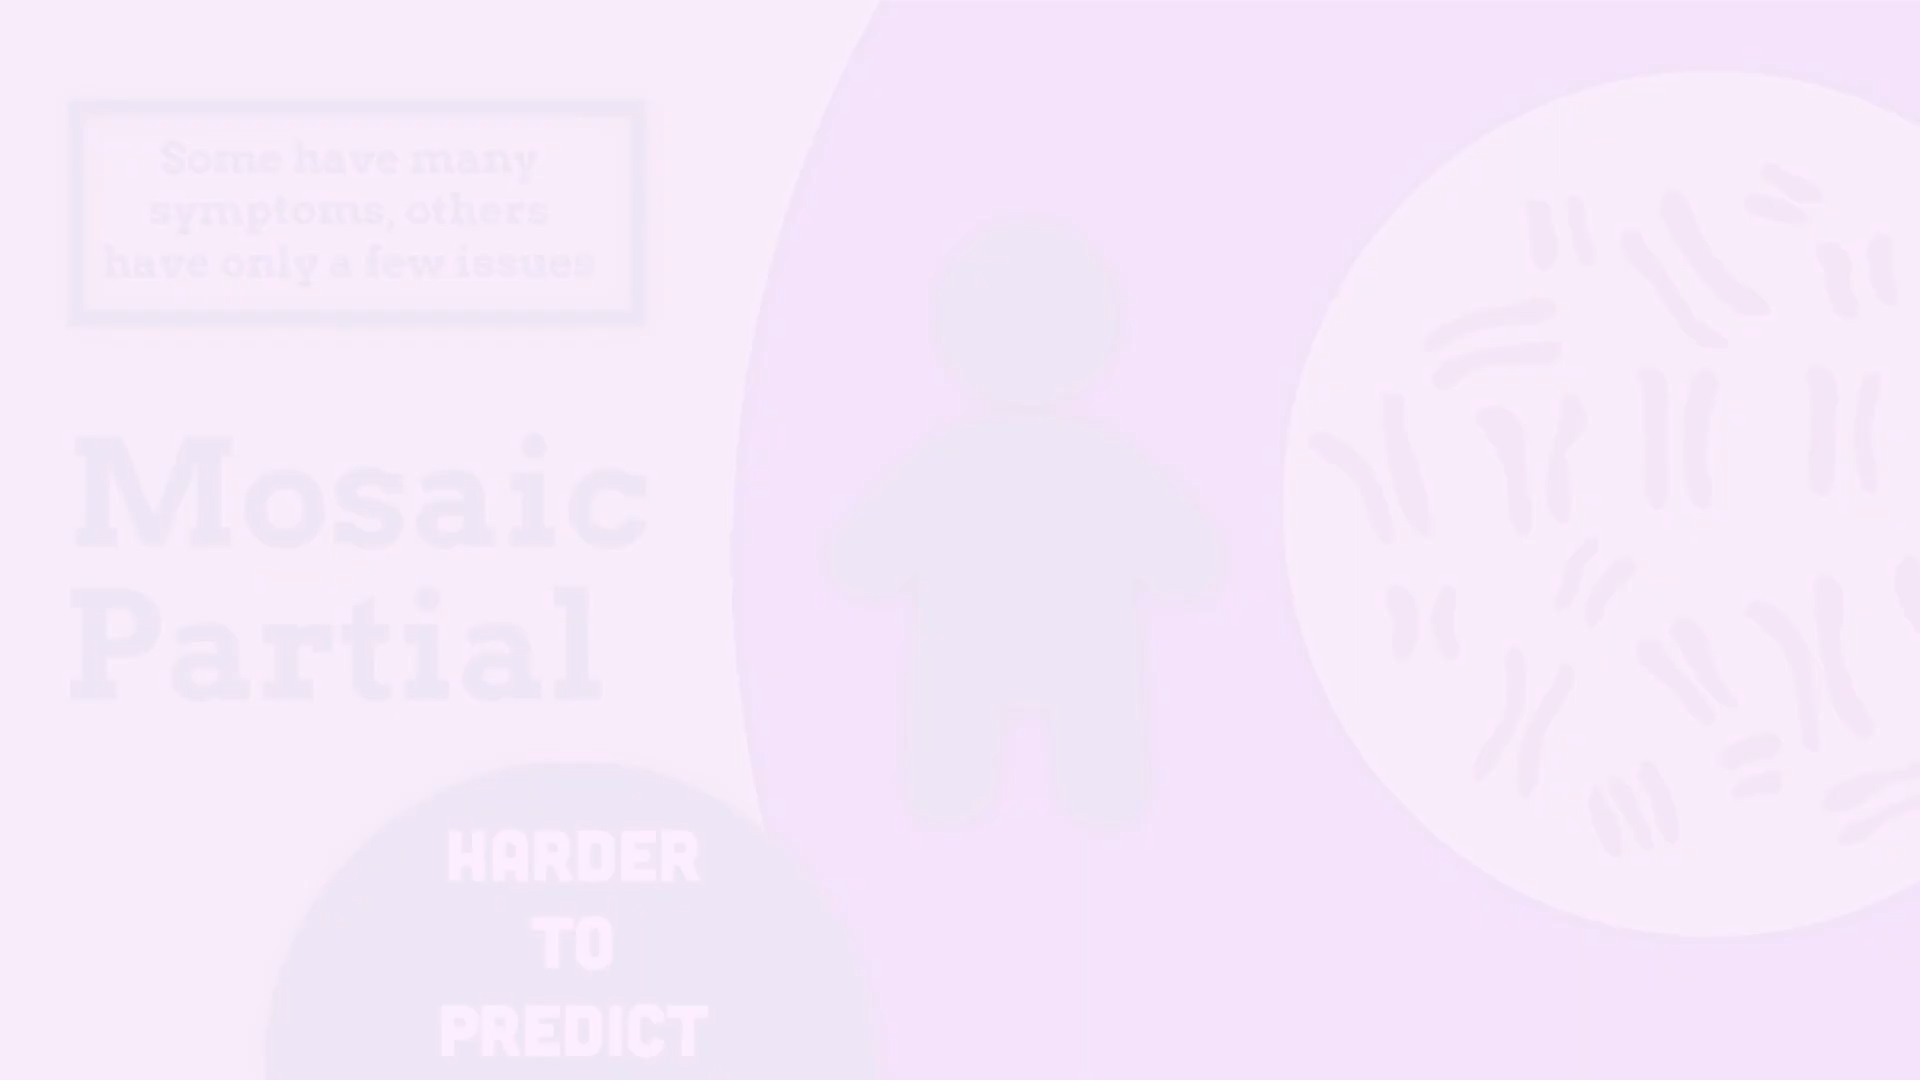 Some have many
symptoms, others
have only a few issues
Mosaic
Partial
HARDER
TO
PREDICT